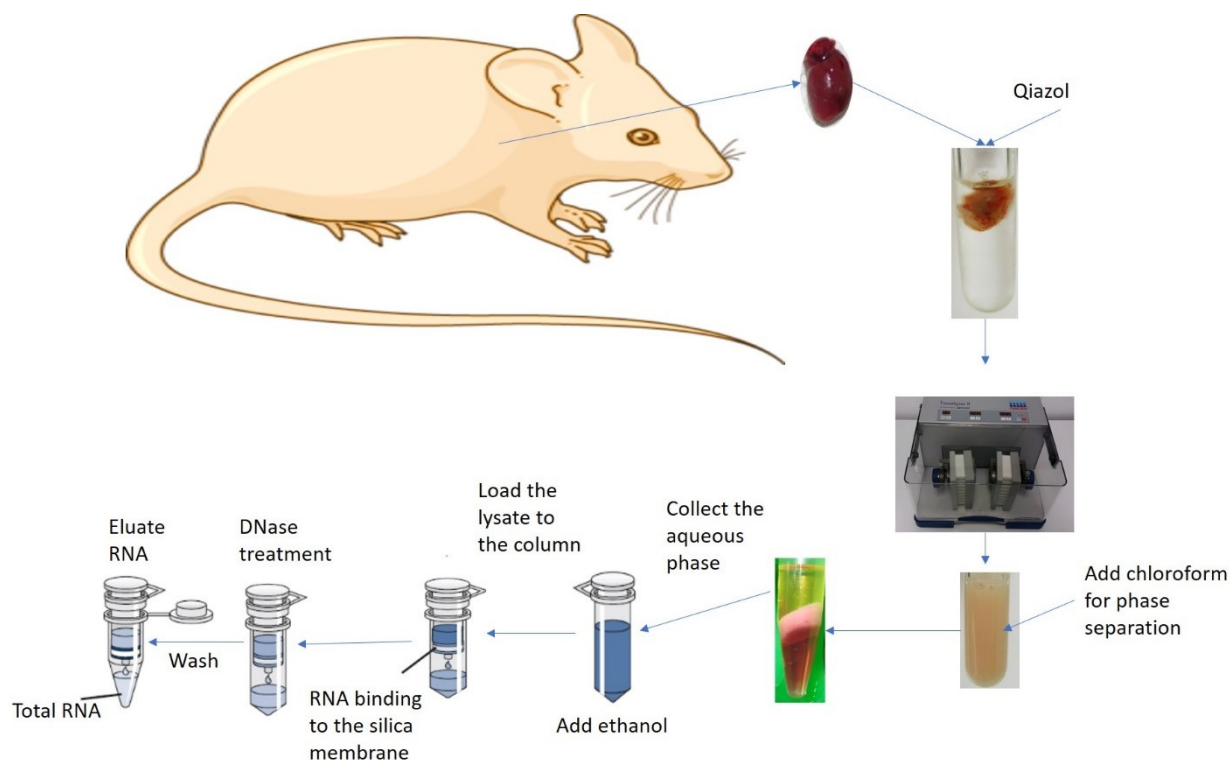 Qiazol
Add chloroform
for phase
separation
Collect the
aqueous
phase
Add ethanol
Load the
lysate to
the column
RNA binding
to the silica
membrane
DNase
treatment
Wash
Eluate
RNA
Total RNA